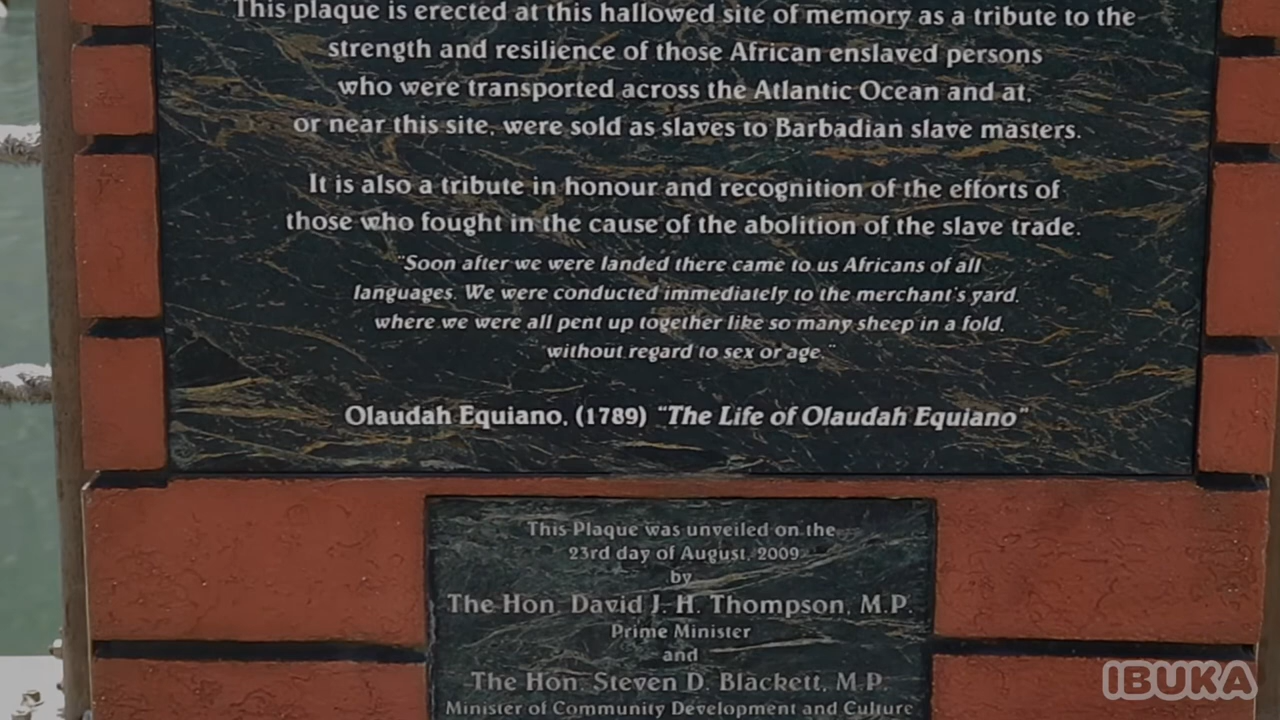 This plaque is erected at this hallowed site of memory as a tribute to the
strength and resilience of those African enslaved persons
who were transported across the Atlantic Ocean and at,
or near this site, were sold as slaves to Barbadian slave masters.
It is also a tribute in honour and recognition of the efforts of
those who fought in the cause of the abolition of the slave trade.
"Soon after we were landed there came to us Africans of all
languages. We were conducted immediately to the merchant's yard,
where we were all pent up together like so many sheep in a fold,
without regard to sex or age."
Olaudah Equiano, (1789) "The Life of Olaudah Equiano"
This Plaque was unveiled on the
23rd day of August, 2009
by
The Hon. David J. H. Thompson, M.P.
Prime Minister
and
The Hon. Steven D. Blackett, M.P.
Minister of Community Development and Culture
IBUKA